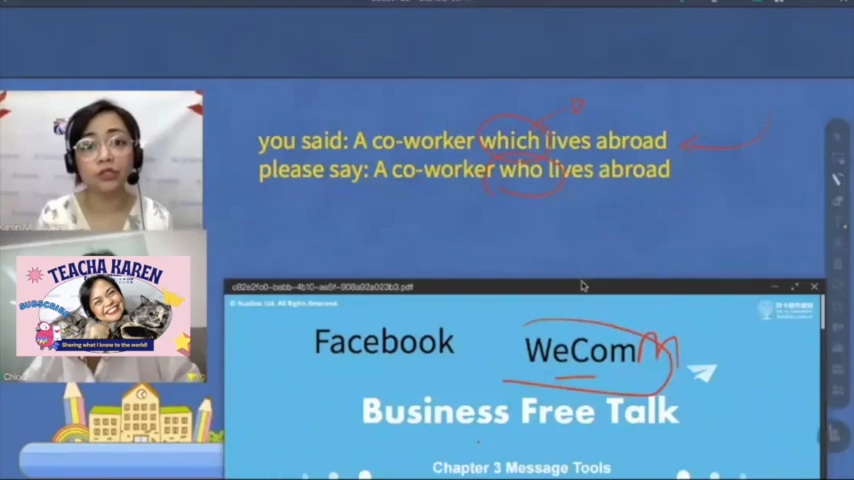 you said: A co-worker which lives abroad
please say: A co-worker who lives abroad
TEACHA KAREN
SUBSCRIBE
Sharing what I know to the world!
Facebook
WeCom
Business Free Talk
Chapter 3 Message Tools